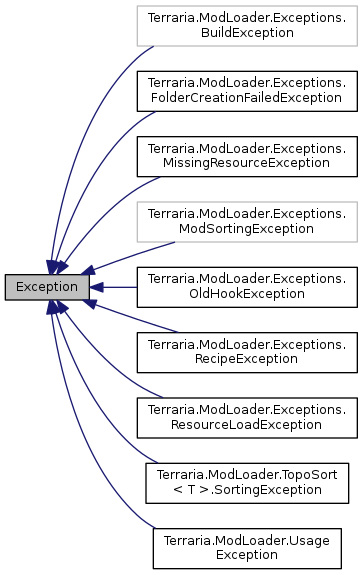 Terraria.ModLoader.Exceptions.
BuildException
Terraria.ModLoader.Exceptions.
FolderCreationFailedException
Terraria.ModLoader.Exceptions.
MissingResourceException
Terraria.ModLoader.Exceptions.
ModSortingException
Exception
Terraria.ModLoader.Exceptions.
OldHookException
Terraria.ModLoader.Exceptions.
RecipeException
Terraria.ModLoader.Exceptions.
ResourceLoadException
Terraria.ModLoader.TopoSort
< T >.SortingException
Terraria.ModLoader.Usage
Exception